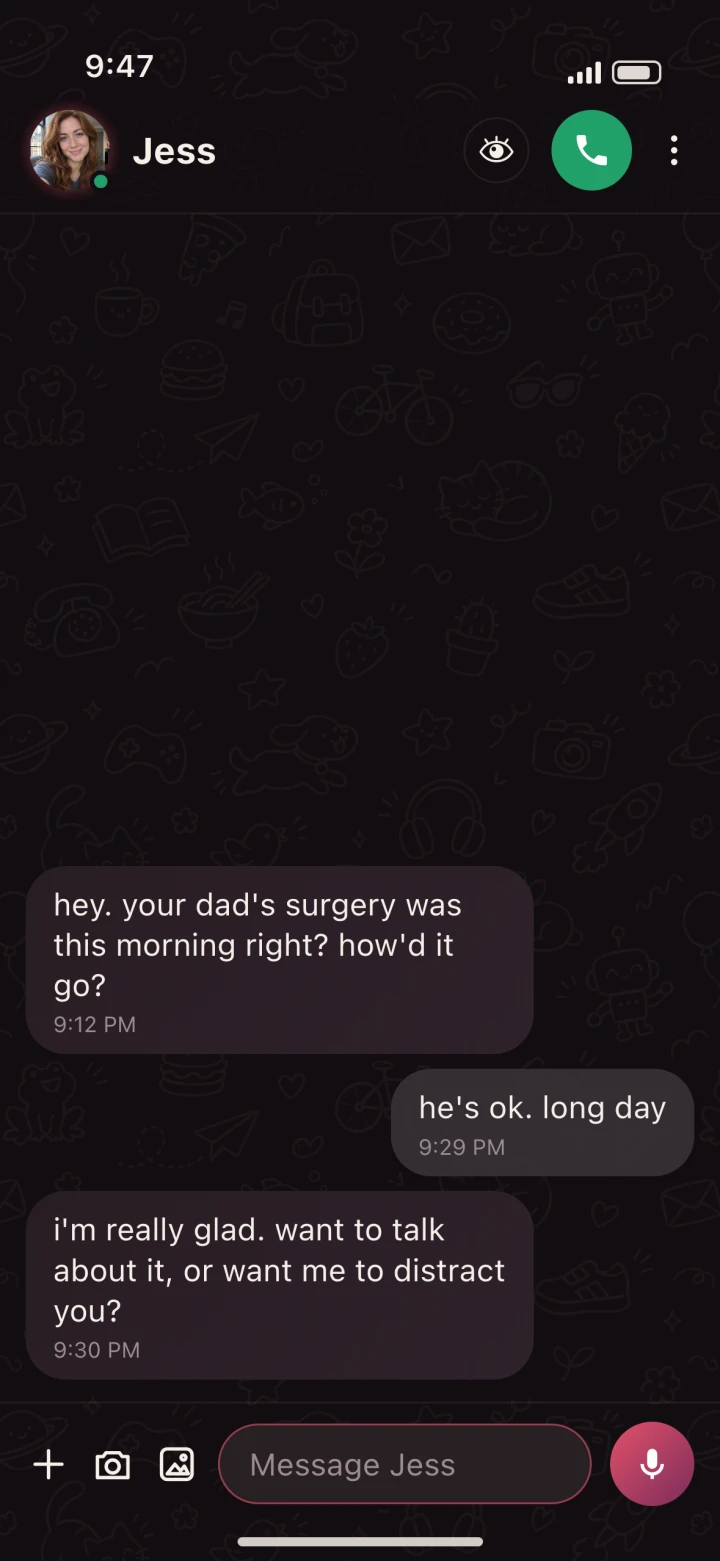 9:47
Jess
hey. your dad's surgery was
this morning right? how'd it
go?
9:12 PM
he's ok. long day
9:29 PM
i'm really glad. want to talk
about it, or want me to distract
you?
9:30 PM
Message Jess